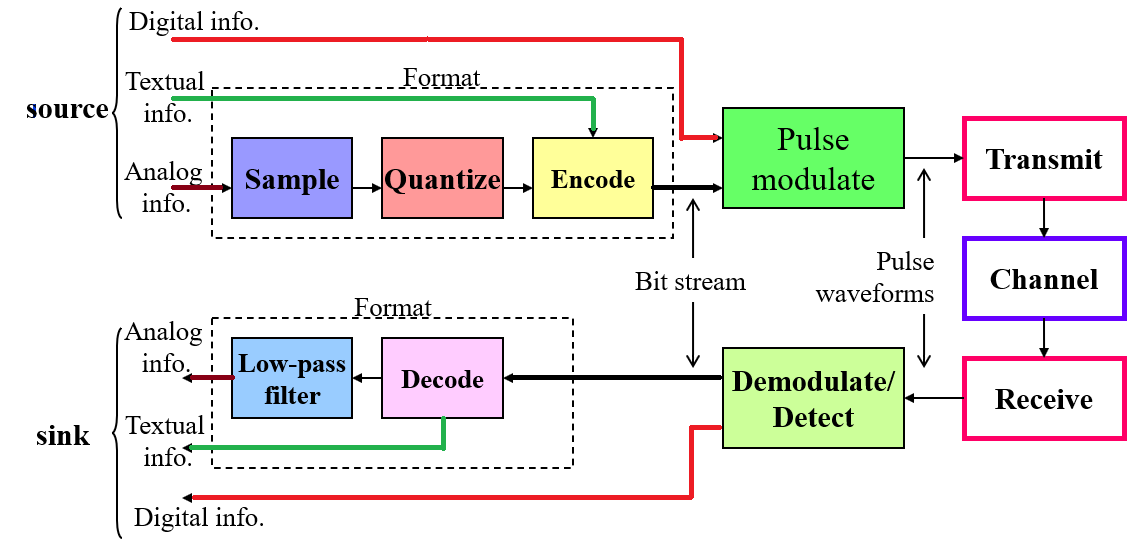 Digital info.
Textual
info.
Format
source
Analog
info.
Sample
Quantize
Encode
Pulse
modulate
Transmit
Bit stream
Pulse
waveforms
Channel
Format
Analog
info.
Low-pass
filter
Decode
Demodulate/
Detect
Receive
sink
Textual
info.
Digital info.